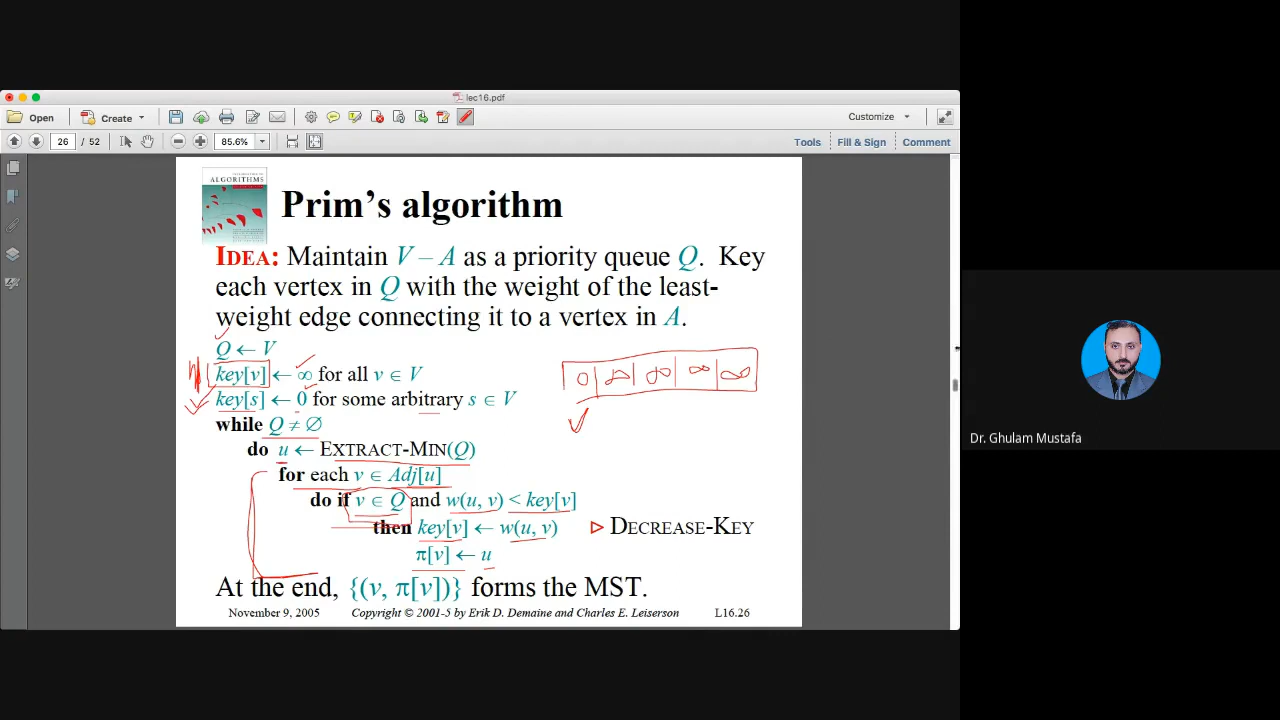 lec16.pdf
Open
Create
Customize
26 / 52
85.6%
Tools
Fill & Sign
Comment
ALGORITHMS
Prim's algorithm
IDEA: Maintain V – A as a priority queue Q. Key
each vertex in Q with the weight of the least-
weight edge connecting it to a vertex in A.
Q ← V
key[v] ← ∞ for all v ∈ V
key[s] ← 0 for some arbitrary s ∈ V
0 ∞ ∞ ∞ ∞
while Q ≠ ∅
do u ← EXTRACT-MIN(Q)
for each v ∈ Adj[u]
do if v ∈ Q and w(u, v) < key[v]
then key[v] ← w(u, v) ▷ DECREASE-KEY
π[v] ← u
At the end, {(v, π[v])} forms the MST.
November 9, 2005 Copyright © 2001-5 by Erik D. Demaine and Charles E. Leiserson L16.26
Dr. Ghulam Mustafa